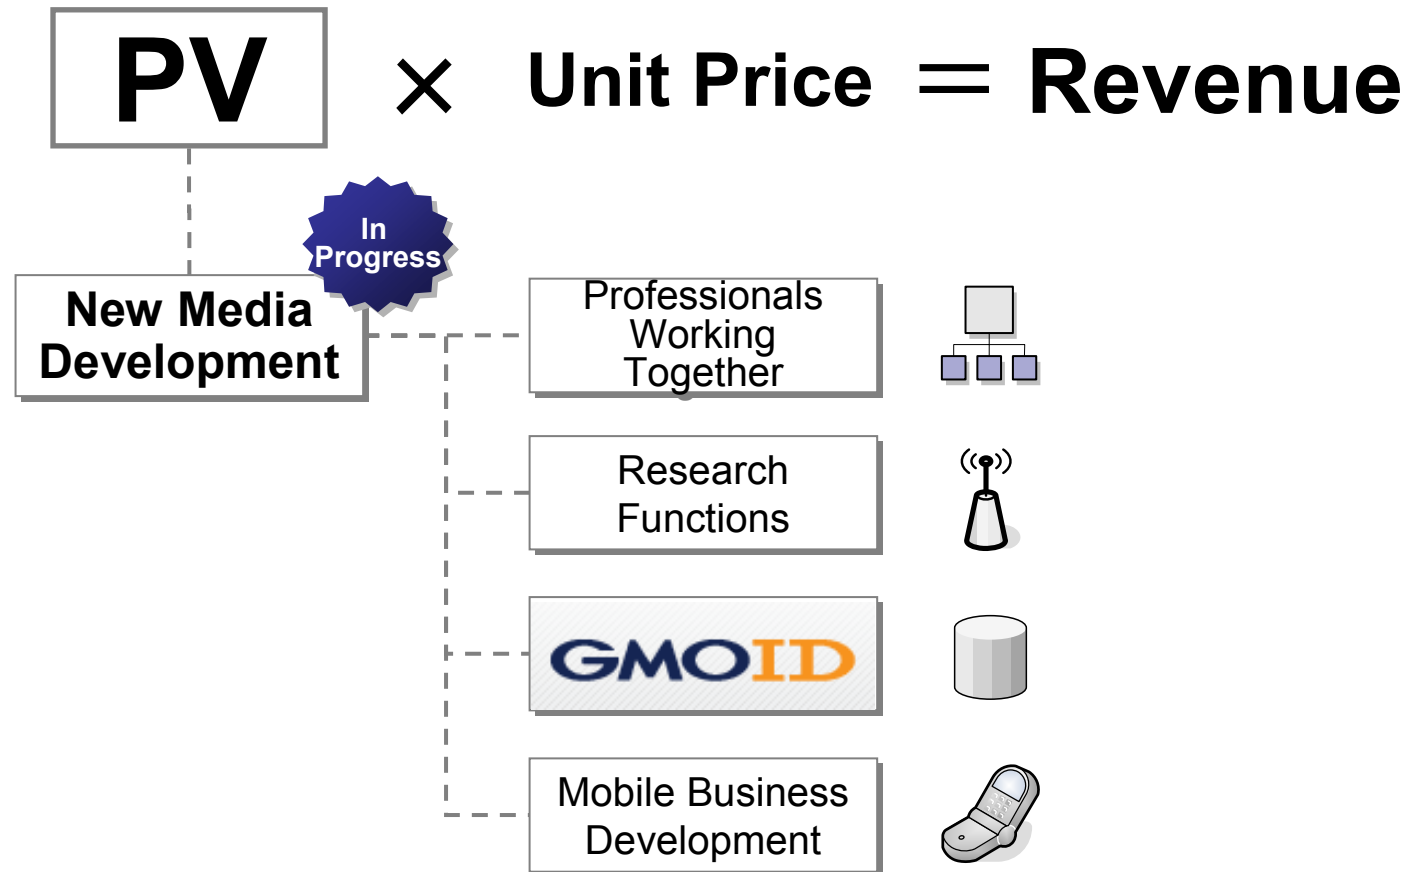 PV × Unit Price = Revenue
In
Progress
New Media
Development
Professionals
Working
Together
Research
Functions
GMOID
Mobile Business
Development